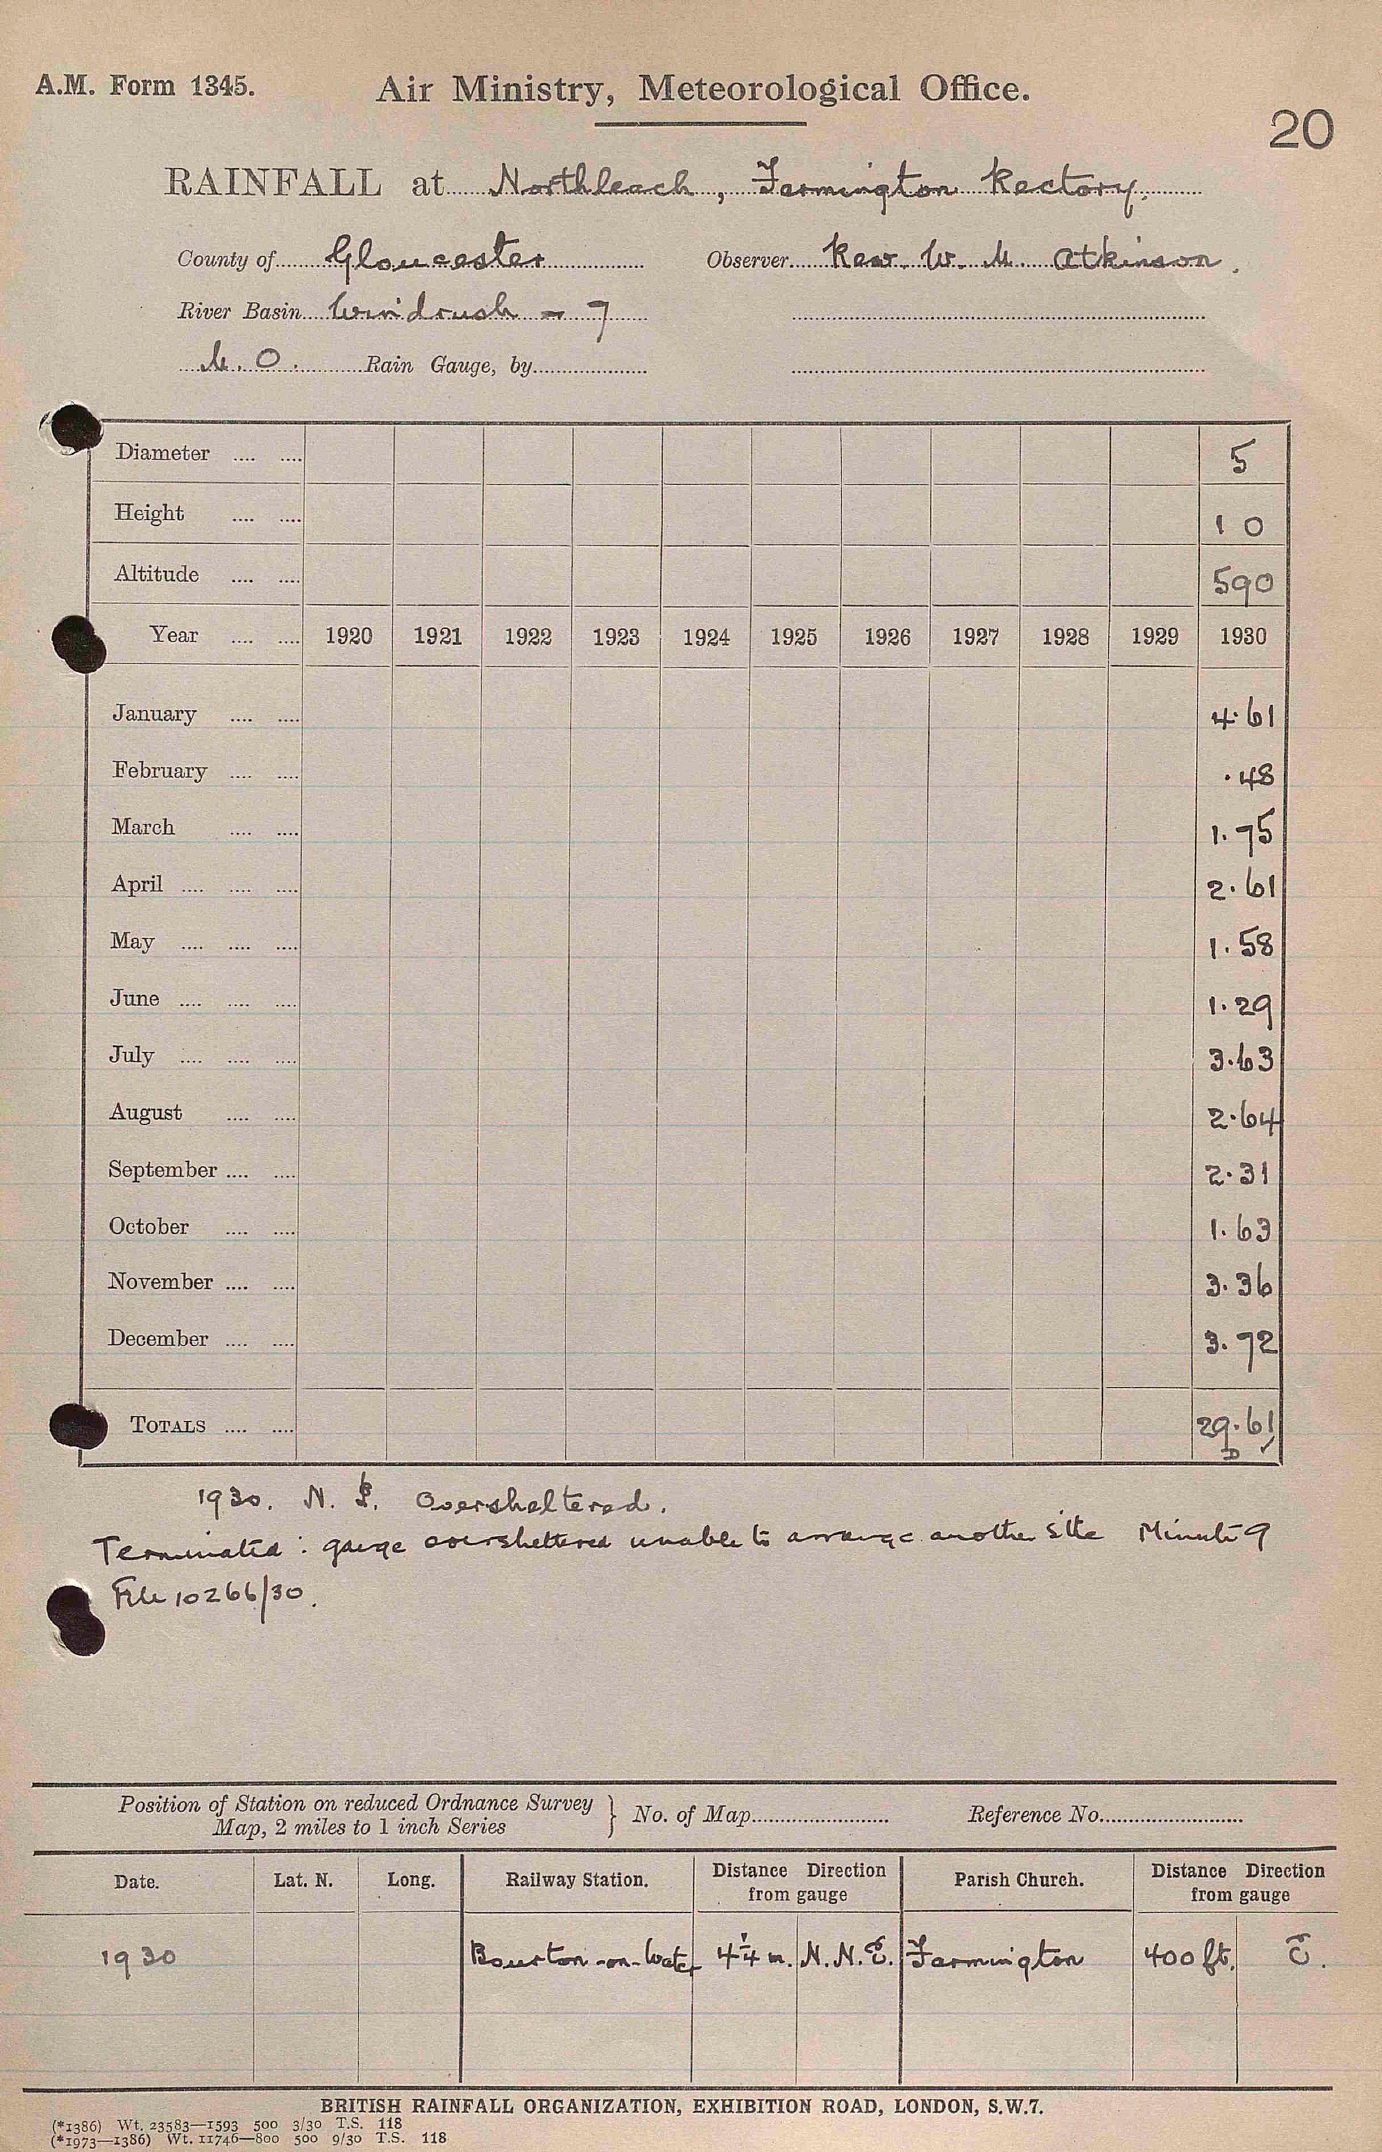 A.M. Form 1345. Air Ministry, Meteorological Office.
20
RAINFALL at Northleach, Farmington Rectory.
County of Gloucester Observer Rev. W. M. Atkinson.
River Basin Windrush - 7
M.O. Rain Gauge, by
Diameter .... .... 5
Height .... .... 10
Altitude .... .... 590
Year .... .... 1920 1921 1922 1923 1924 1925 1926 1927 1928 1929 1930
January .... .... 4.61
February .... .... .48
March .... .... 1.75
April .... .... .... 2.61
May .... .... .... 1.58
June .... .... .... 1.29
July .... .... .... 3.63
August .... .... 2.64
September .... .... 2.31
October .... .... 1.63
November .... .... 3.36
December .... .... 3.72
TOTALS .... .... 29.61
D ✓
1930. N. Oversheltered.
Terminated: gauge oversheltered unable to arrange another site Minute 9
File 10266/30.
Position of Station on reduced Ordnance Survey
Map, 2 miles to 1 inch Series } No. of Map Reference No.
Date. Lat. N. Long. Railway Station. Distance Direction from gauge Parish Church. Distance Direction from gauge
1930 Bourton-on-Water 4¼ m. N.N.E. Farmington 400 ft. E.
BRITISH RAINFALL ORGANIZATION, EXHIBITION ROAD, LONDON, S.W.7.
(*1386) Wt. 23583—1593 500 3/30 T.S. 118
(*1973—1386) Wt. 11746—800 500 9/30 T.S. 118